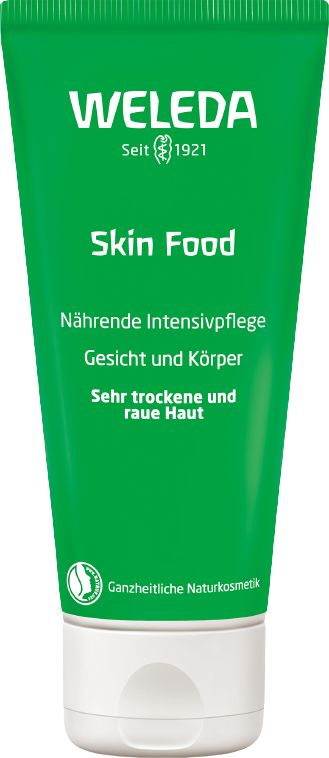 WELEDA
Seit 1921
Skin Food
Nährende Intensivpflege
Gesicht und Körper
Sehr trockene und
raue Haut
Ganzheitliche Naturkosmetik